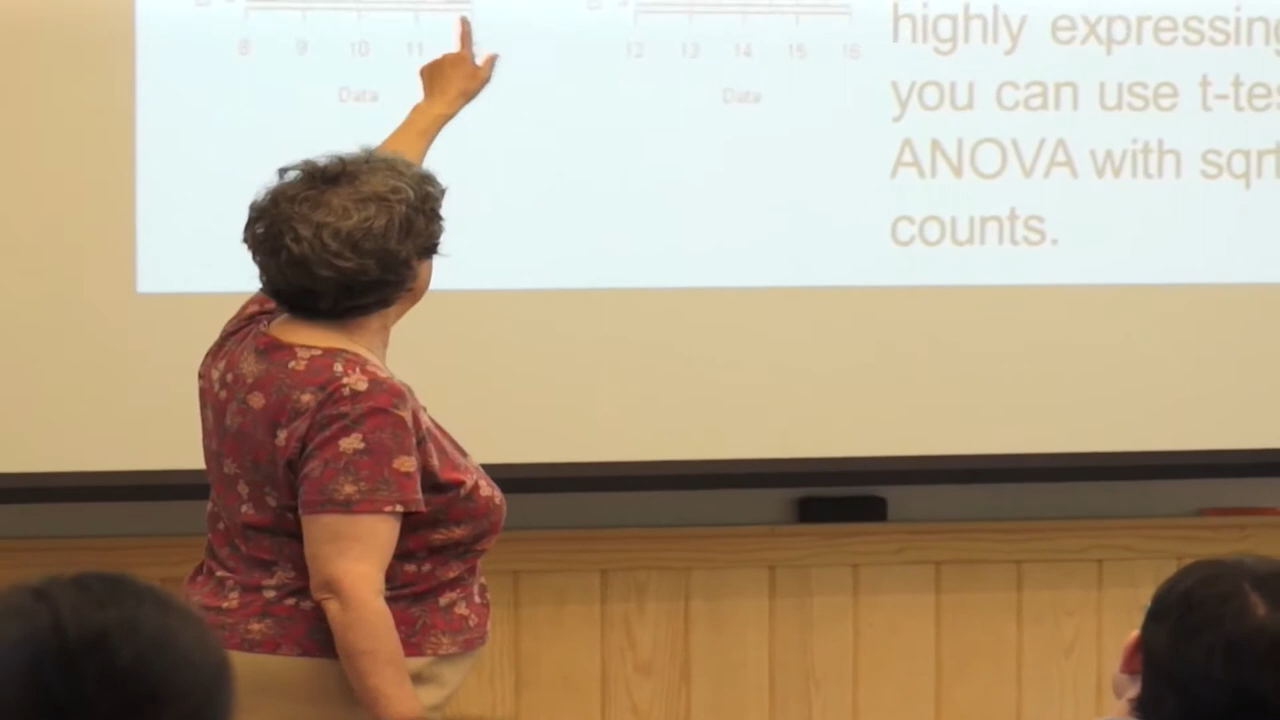 8 9 10 11
12 13 14 15 16
Data
Data
highly expressing
you can use t-tes
ANOVA with sqrt
counts.